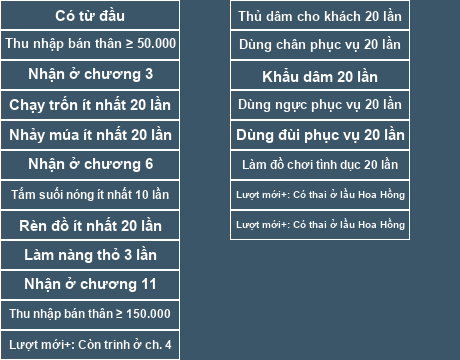 Có từ đầu
Thu nhập bán thân ≥ 50.000
Nhận ở chương 3
Chạy trốn ít nhất 20 lần
Nhảy múa ít nhất 20 lần
Nhận ở chương 6
Tắm suối nóng ít nhất 10 lần
Rèn đồ ít nhất 20 lần
Làm nàng thỏ 3 lần
Nhận ở chương 11
Thu nhập bán thân ≥ 150.000
Lượt mới+: Còn trinh ở ch. 4
Thủ dâm cho khách 20 lần
Dùng chân phục vụ 20 lần
Khẩu dâm 20 lần
Dùng ngực phục vụ 20 lần
Dùng đùi phục vụ 20 lần
Làm đồ chơi tình dục 20 lần
Lượt mới+: Có thai ở lầu Hoa Hồng
Lượt mới+: Có thai ở lầu Hoa Hồng